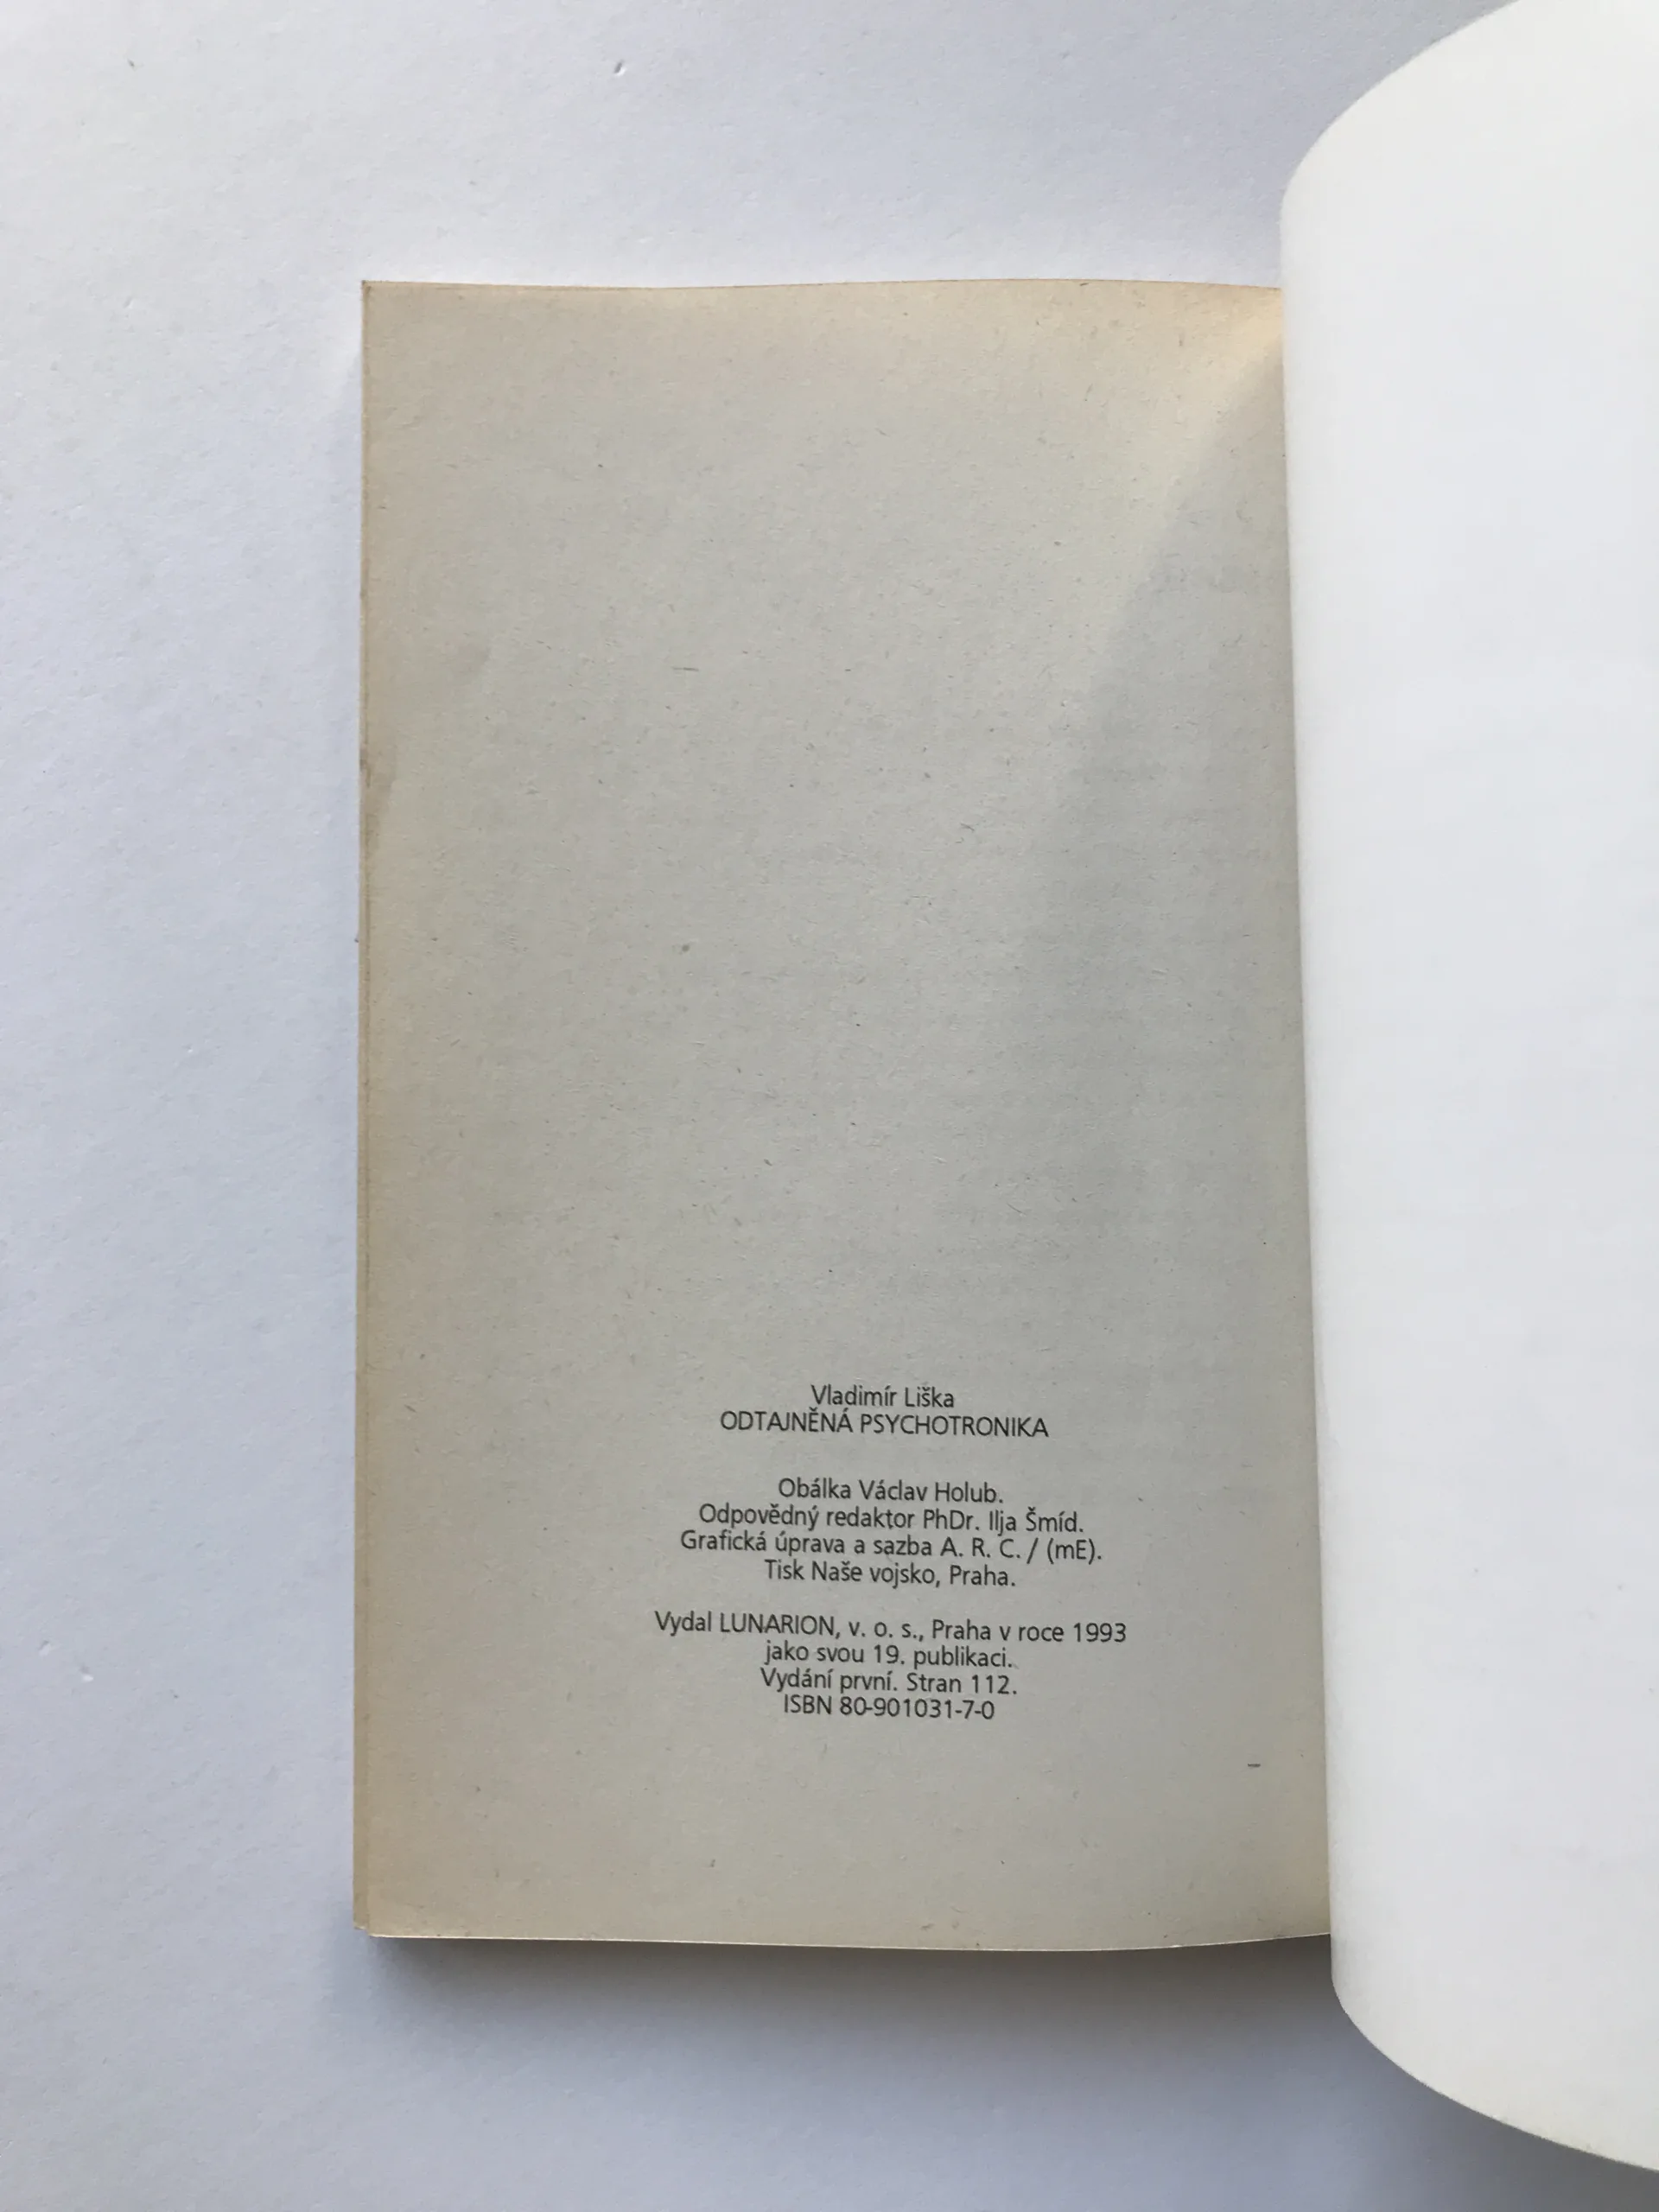 Vladimír Liška
ODTAJNĚNÁ PSYCHOTRONIKA
Obálka Václav Holub.
Odpovědný redaktor PhDr. Ilja Šmíd.
Grafická úprava a sazba A. R. C. / (mE).
Tisk Naše vojsko, Praha.
Vydal LUNARION, v. o. s., Praha v roce 1993
jako svou 19. publikaci.
Vydání první. Stran 112.
ISBN 80-901031-7-0